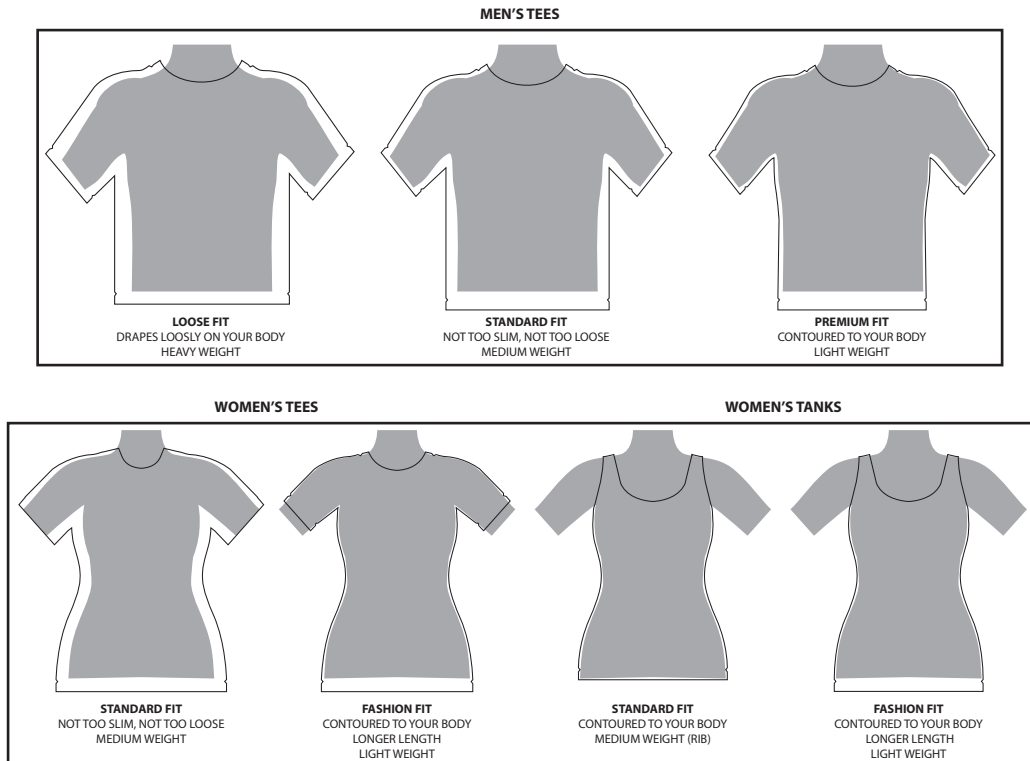 MEN'S TEES
LOOSE FIT
DRAPES LOOSLY ON YOUR BODY
HEAVY WEIGHT
STANDARD FIT
NOT TOO SLIM, NOT TOO LOOSE
MEDIUM WEIGHT
PREMIUM FIT
CONTOURED TO YOUR BODY
LIGHT WEIGHT
WOMEN'S TEES
WOMEN'S TANKS
STANDARD FIT
NOT TOO SLIM, NOT TOO LOOSE
MEDIUM WEIGHT
FASHION FIT
CONTOURED TO YOUR BODY
LONGER LENGTH
LIGHT WEIGHT
STANDARD FIT
CONTOURED TO YOUR BODY
MEDIUM WEIGHT (RIB)
FASHION FIT
CONTOURED TO YOUR BODY
LONGER LENGTH
LIGHT WEIGHT